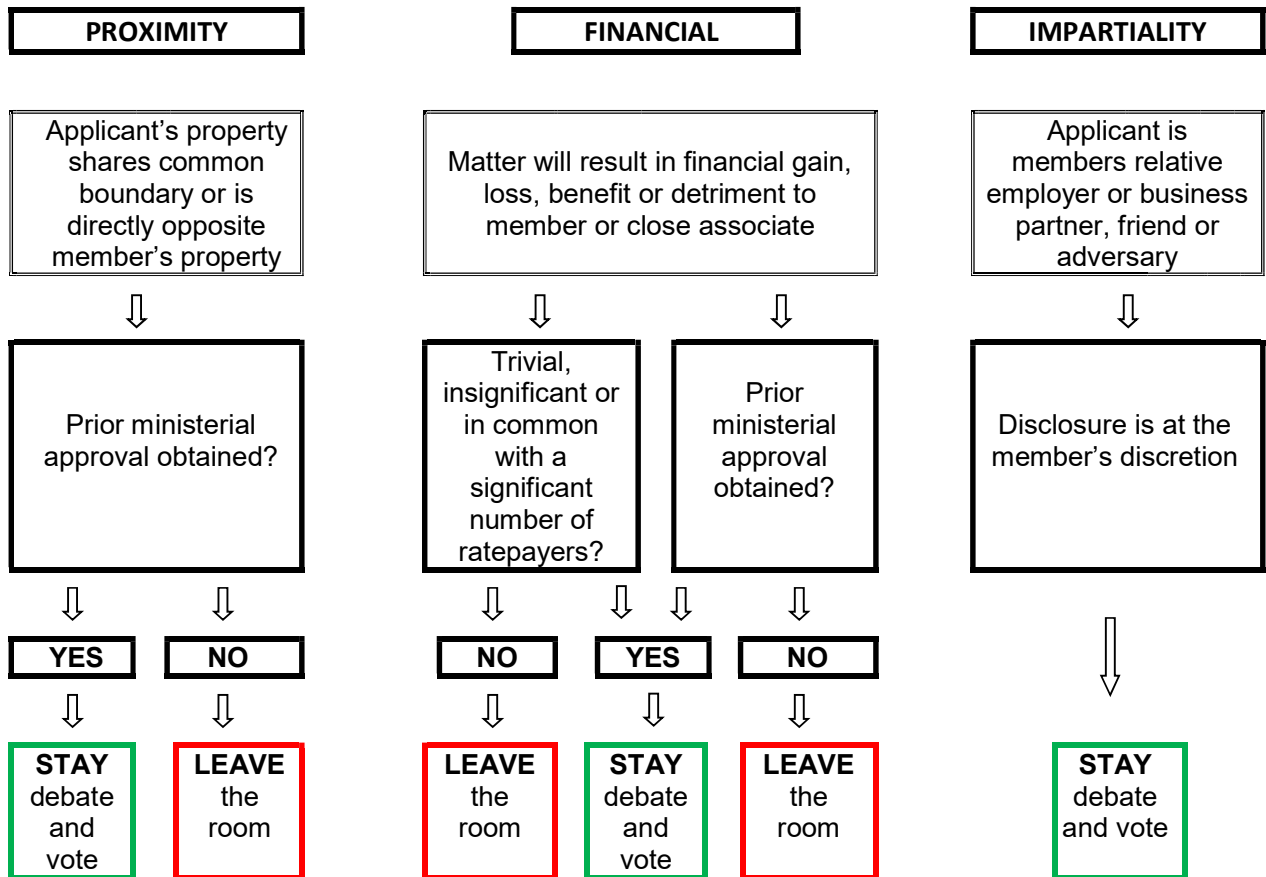 PROXIMITY
FINANCIAL
IMPARTIALITY
Applicant's property
shares common
boundary or is
directly opposite
member's property
Matter will result in financial gain,
loss, benefit or detriment to
member or close associate
Applicant is
members relative
employer or business
partner, friend or
adversary
Prior ministerial
approval obtained?
Trivial,
insignificant or
in common
with a
significant
number of
ratepayers?
Prior
ministerial
approval
obtained?
Disclosure is at the
member's discretion
YES
NO
NO
YES
NO
STAY
debate
and
vote
LEAVE
the
room
LEAVE
the
room
STAY
debate
and
vote
LEAVE
the
room
STAY
debate
and vote